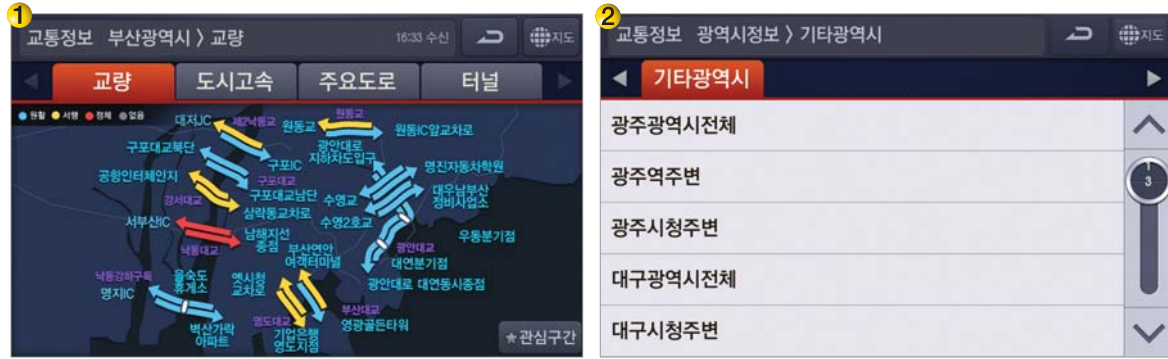 1
교통정보 부산광역시 > 교량
16:33 수신
지도
교량 도시고속 주요도로 터널
원활 서행 정체 없음
대저JC
제2낙동교
원동교
원동교
원동IC앞교차로
구포대교북단
구포IC
광안대로
지하차도입구
명진자동차학원
공항인터체인지
구포대교
강서대교
구포대교남단
수영교
대우남부산
정비사업소
삼락동교차로
수영2호교
서부산IC
남해지선
종점
우동분기점
낙동대교
부산연안
여객터미널
광안대교
대연분기점
낙동강하구둑
을숙도
휴게소
옛시청
교차로
광안대로 대연동시종점
명지IC
부산대교
영도대교
영광골든타워
벽산가락
아파트
기업은행
영도지점
★관심구간
2
교통정보 광역시정보 > 기타광역시
지도
기타광역시
광주광역시전체
광주역주변
3
광주시청주변
대구광역시전체
대구시청주변